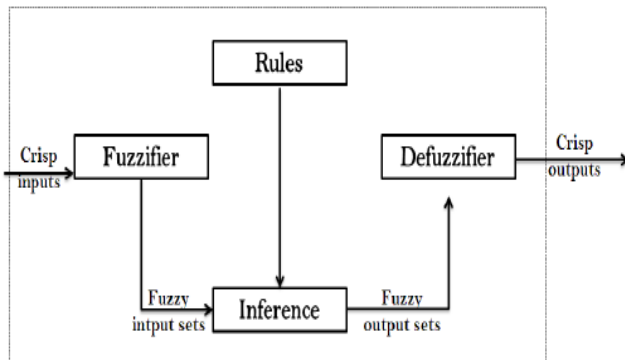 Rules
Crisp
inputs
Fuzzifier
Defuzzifier
Crisp
outputs
Fuzzy
intput sets
Inference
Fuzzy
output sets